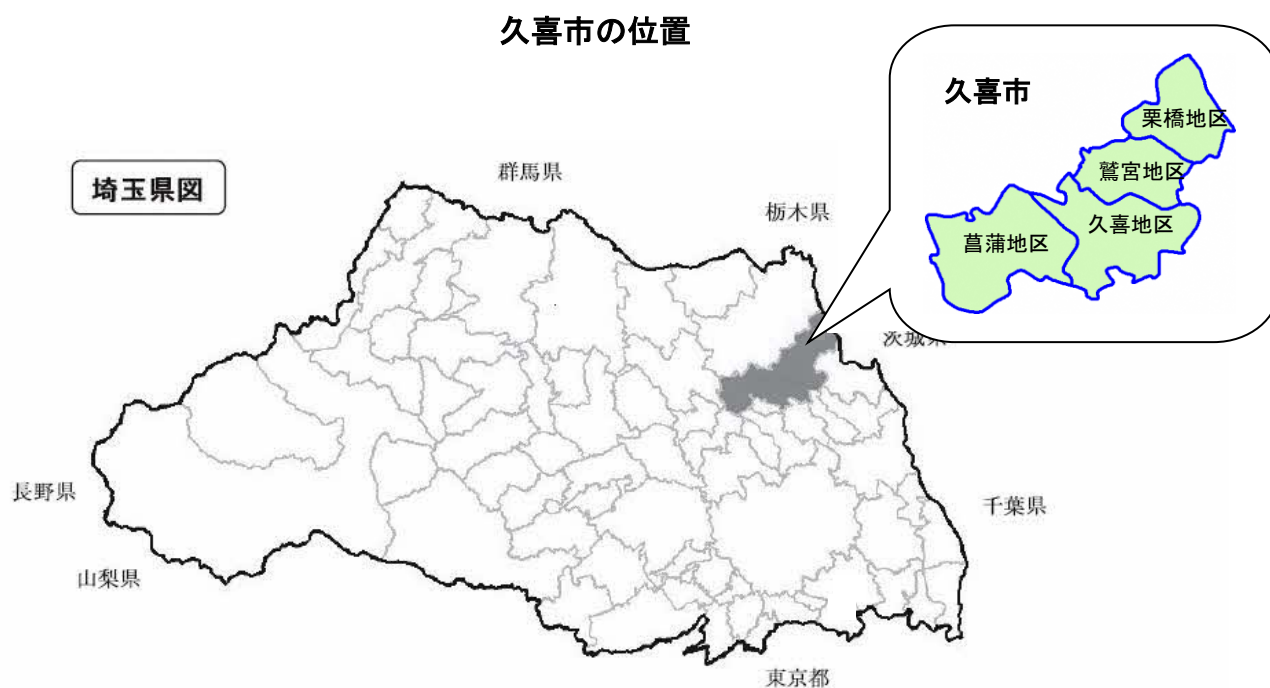 久喜市の位置
久喜市
栗橋地区
鷲宮地区
久喜地区
菖蒲地区
埼玉県図
群馬県
栃木県
茨城県
千葉県
長野県
山梨県
東京都